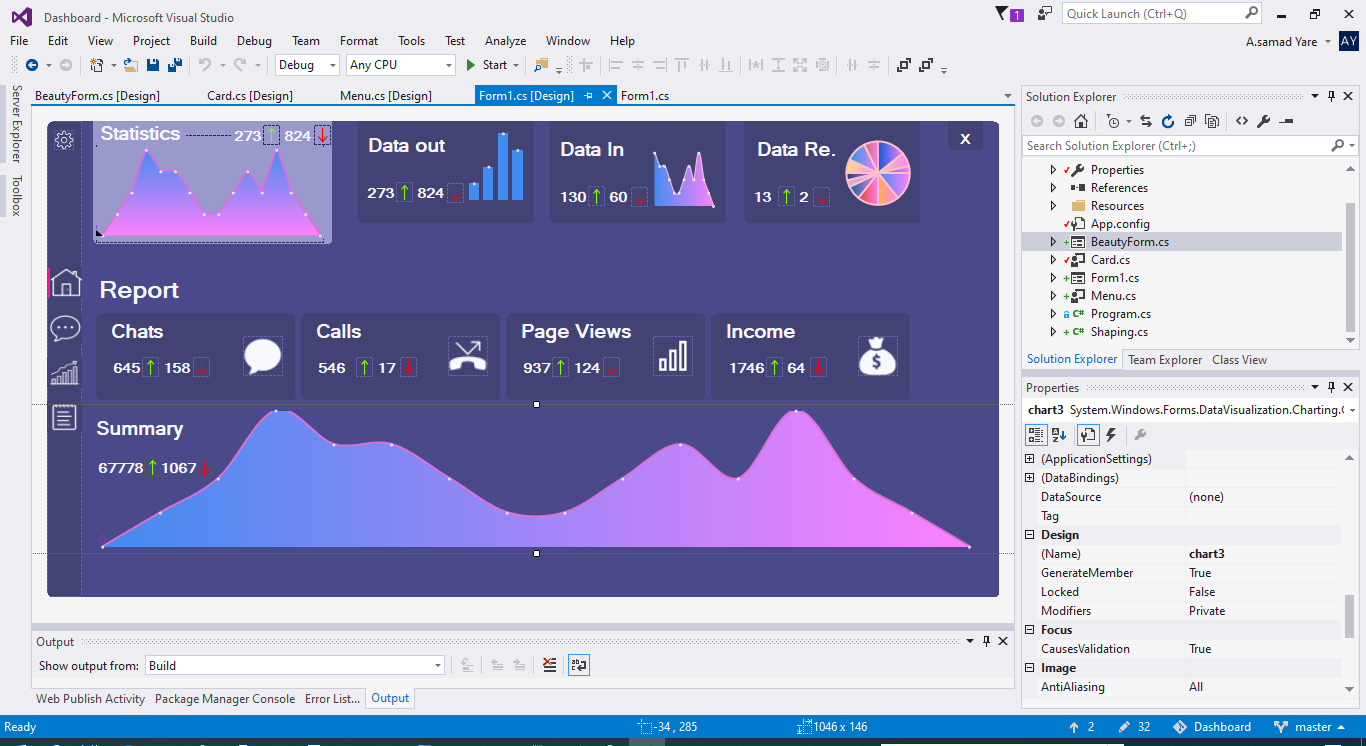 Dashboard - Microsoft Visual Studio
1
Quick Launch (Ctrl+Q)
File Edit View Project Build Debug Team Format Tools Test Analyze Window Help
A.samad Yare AY
Debug Any CPU Start
BeautyForm.cs [Design] Card.cs [Design] Menu.cs [Design] Form1.cs [Design] Form1.cs
Server Explorer
Toolbox
Statistics 273 824
Data out
273 824
Data In
130 60
Data Re.
13 2
X
Report
Chats
645 158
Calls
546 17
Page Views
937 124
Income
1746 64
$
Summary
67778 1067
Solution Explorer
Search Solution Explorer (Ctrl+;)
Properties
References
Resources
App.config
BeautyForm.cs
Card.cs
Form1.cs
Menu.cs
C# Program.cs
C# Shaping.cs
Solution Explorer Team Explorer Class View
Properties
chart3 System.Windows.Forms.DataVisualization.Charting.C
(ApplicationSettings)
(DataBindings)
DataSource (none)
Tag
Design
(Name) chart3
GenerateMember True
Locked False
Modifiers Private
Focus
CausesValidation True
Image
AntiAliasing All
Output
Show output from: Build
Web Publish Activity Package Manager Console Error List... Output
Ready -34 , 285 1046 x 146 2 32 Dashboard master